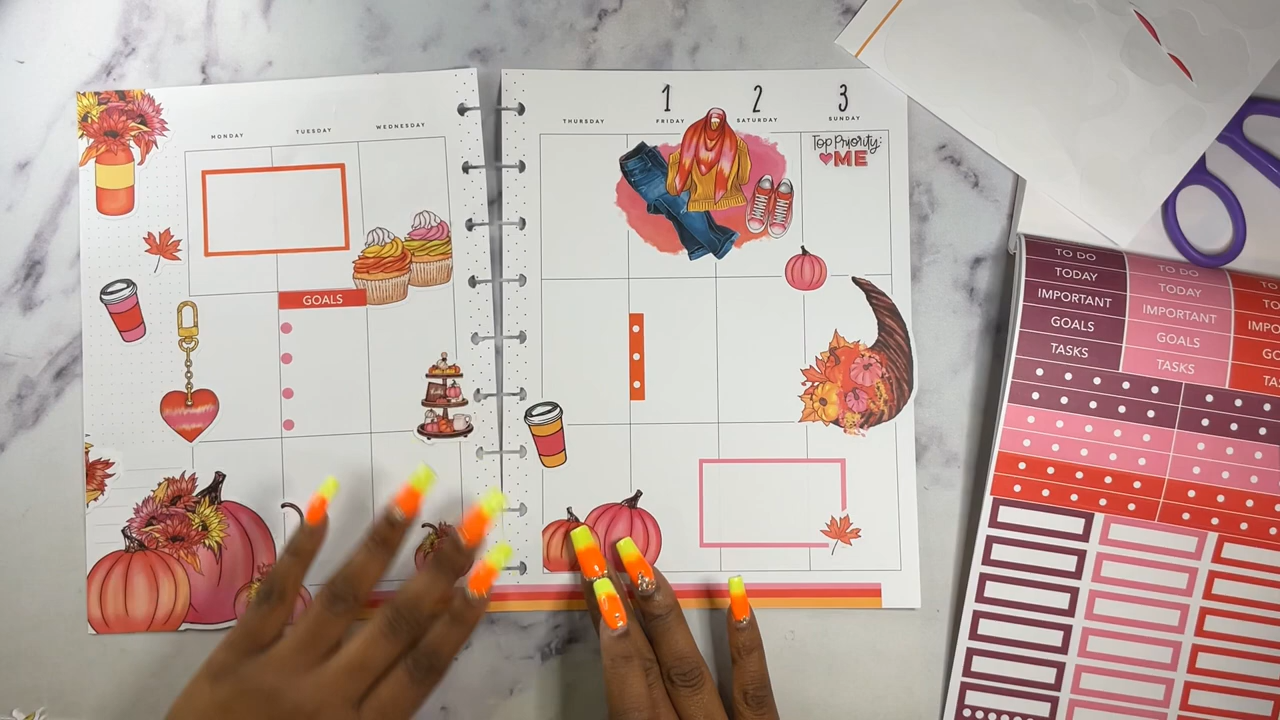 MONDAY
TUESDAY
WEDNESDAY
GOALS
1
2
3
THURSDAY
FRIDAY
SATURDAY
SUNDAY
Top Priority:
ME
TO DO
TODAY
IMPORTANT
GOALS
TASKS
TO DO
TODAY
IMPORTANT
GOALS
TASKS